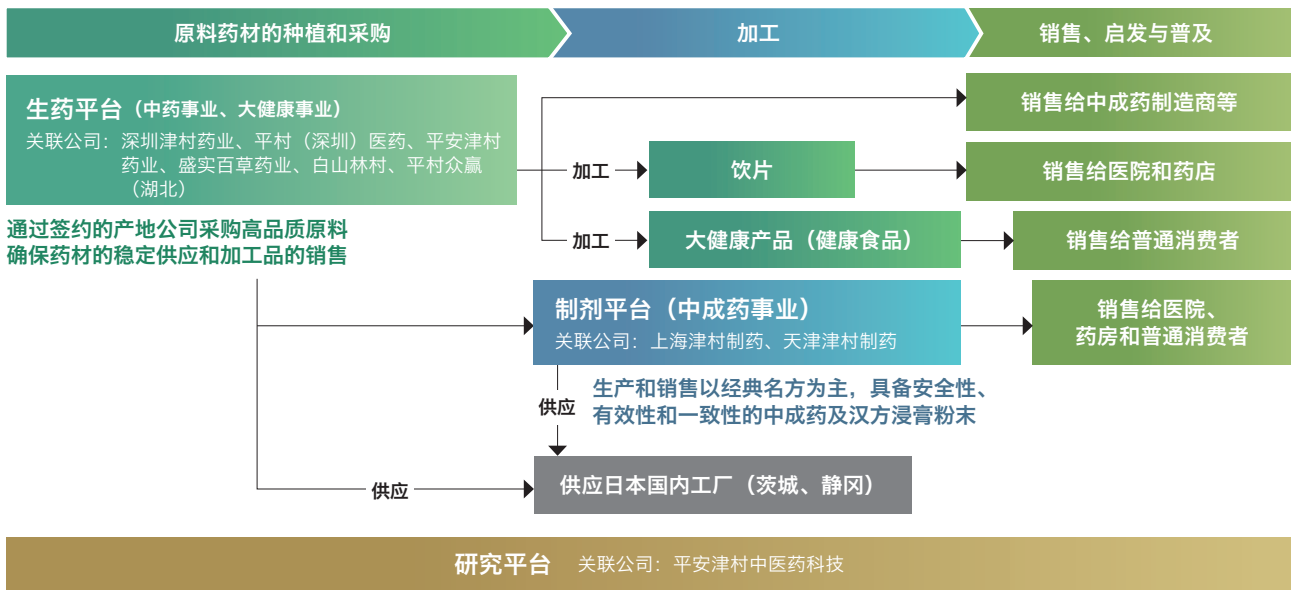 原料药材的种植和采购
加工
销售、启发与普及
生药平台（中药事业、大健康事业）
关联公司：深圳津村药业、平村（深圳）医药、平安津村
药业、盛实百草药业、白山林村、平村众赢
（湖北）
通过签约的产地公司采购高品质原料
确保药材的稳定供应和加工品的销售
销售给中成药制造商等
加工
饮片
销售给医院和药店
加工
大健康产品（健康食品）
销售给普通消费者
制剂平台（中成药事业）
关联公司：上海津村制药、天津津村制药
销售给医院、
药房和普通消费者
供应
生产和销售以经典名方为主，具备安全性、
有效性和一致性的中成药及汉方浸膏粉末
供应
供应日本国内工厂（茨城、静冈）
研究平台 关联公司：平安津村中医药科技